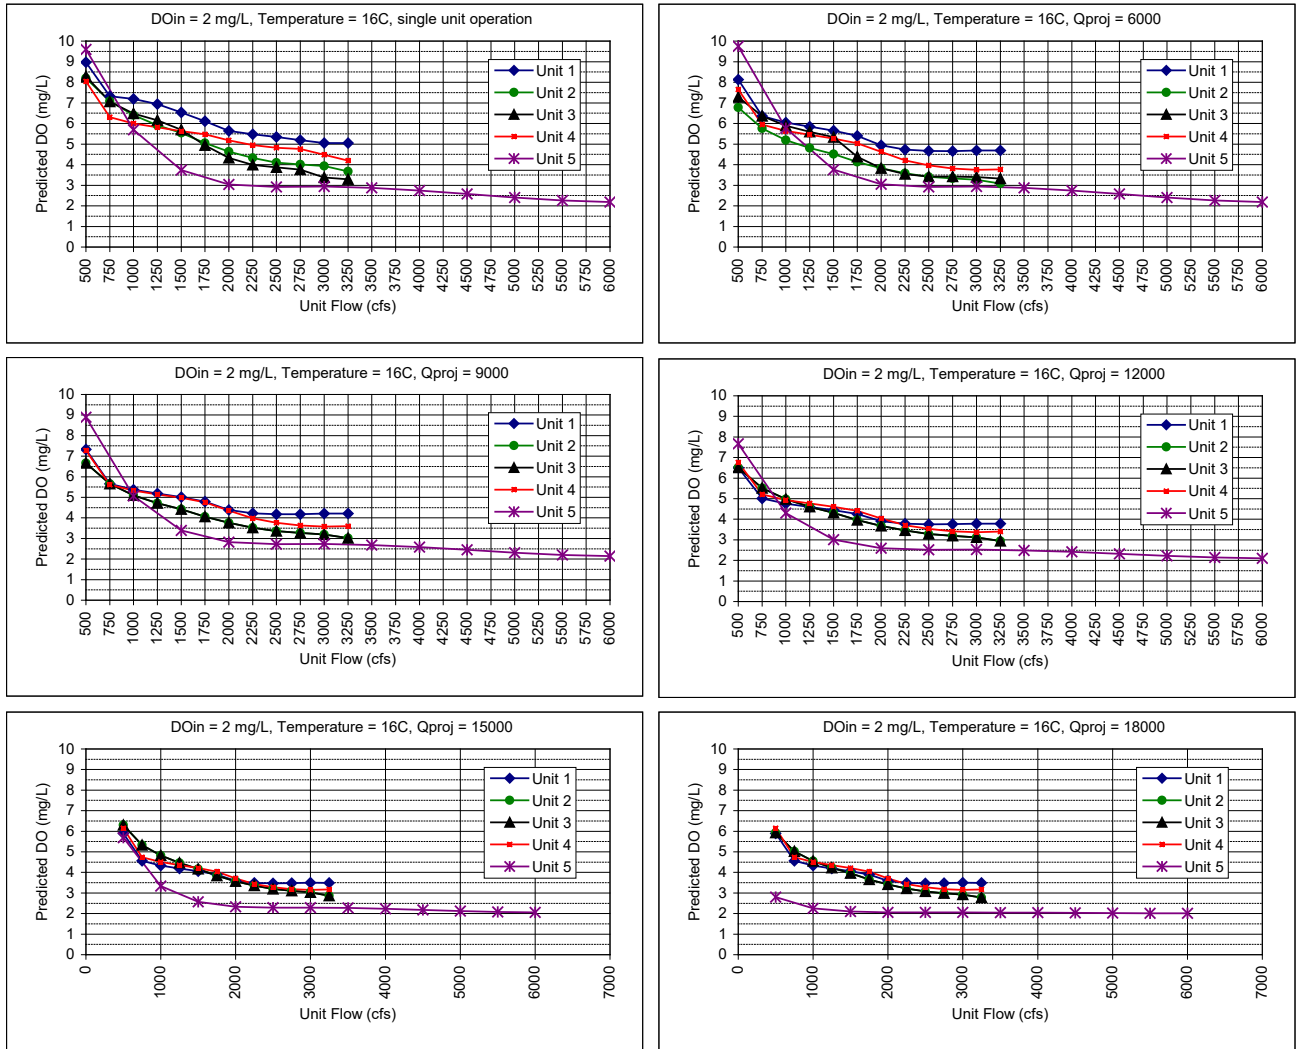 DOin = 2 mg/L, Temperature = 16C, single unit operation
Predicted DO (mg/L)
10
9
8
7
6
5
4
3
2
1
0
Unit 1
Unit 2
Unit 3
Unit 4
Unit 5
500 750 1000 1250 1500 1750 2000 2250 2500 2750 3000 3250 3500 3750 4000 4250 4500 4750 5000 5250 5500 5750 6000
Unit Flow (cfs)
DOin = 2 mg/L, Temperature = 16C, Qproj = 6000
Predicted DO (mg/L)
10
9
8
7
6
5
4
3
2
1
0
Unit 1
Unit 2
Unit 3
Unit 4
Unit 5
500 750 1000 1250 1500 1750 2000 2250 2500 2750 3000 3250 3500 3750 4000 4250 4500 4750 5000 5250 5500 5750 6000
Unit Flow (cfs)
DOin = 2 mg/L, Temperature = 16C, Qproj = 9000
Predicted DO (mg/L)
10
9
8
7
6
5
4
3
2
1
0
Unit 1
Unit 2
Unit 3
Unit 4
Unit 5
500 750 1000 1250 1500 1750 2000 2250 2500 2750 3000 3250 3500 3750 4000 4250 4500 4750 5000 5250 5500 5750 6000
Unit Flow (cfs)
DOin = 2 mg/L, Temperature = 16C, Qproj = 12000
Predicted DO (mg/L)
10
9
8
7
6
5
4
3
2
1
0
Unit 1
Unit 2
Unit 3
Unit 4
Unit 5
500 750 1000 1250 1500 1750 2000 2250 2500 2750 3000 3250 3500 3750 4000 4250 4500 4750 5000 5250 5500 5750 6000
Unit Flow (cfs)
DOin = 2 mg/L, Temperature = 16C, Qproj = 15000
Predicted DO (mg/L)
10
9
8
7
6
5
4
3
2
1
0
Unit 1
Unit 2
Unit 3
Unit 4
Unit 5
0 1000 2000 3000 4000 5000 6000 7000
Unit Flow (cfs)
DOin = 2 mg/L, Temperature = 16C, Qproj = 18000
Predicted DO (mg/L)
10
9
8
7
6
5
4
3
2
1
0
Unit 1
Unit 2
Unit 3
Unit 4
Unit 5
0 1000 2000 3000 4000 5000 6000 7000
Unit Flow (cfs)